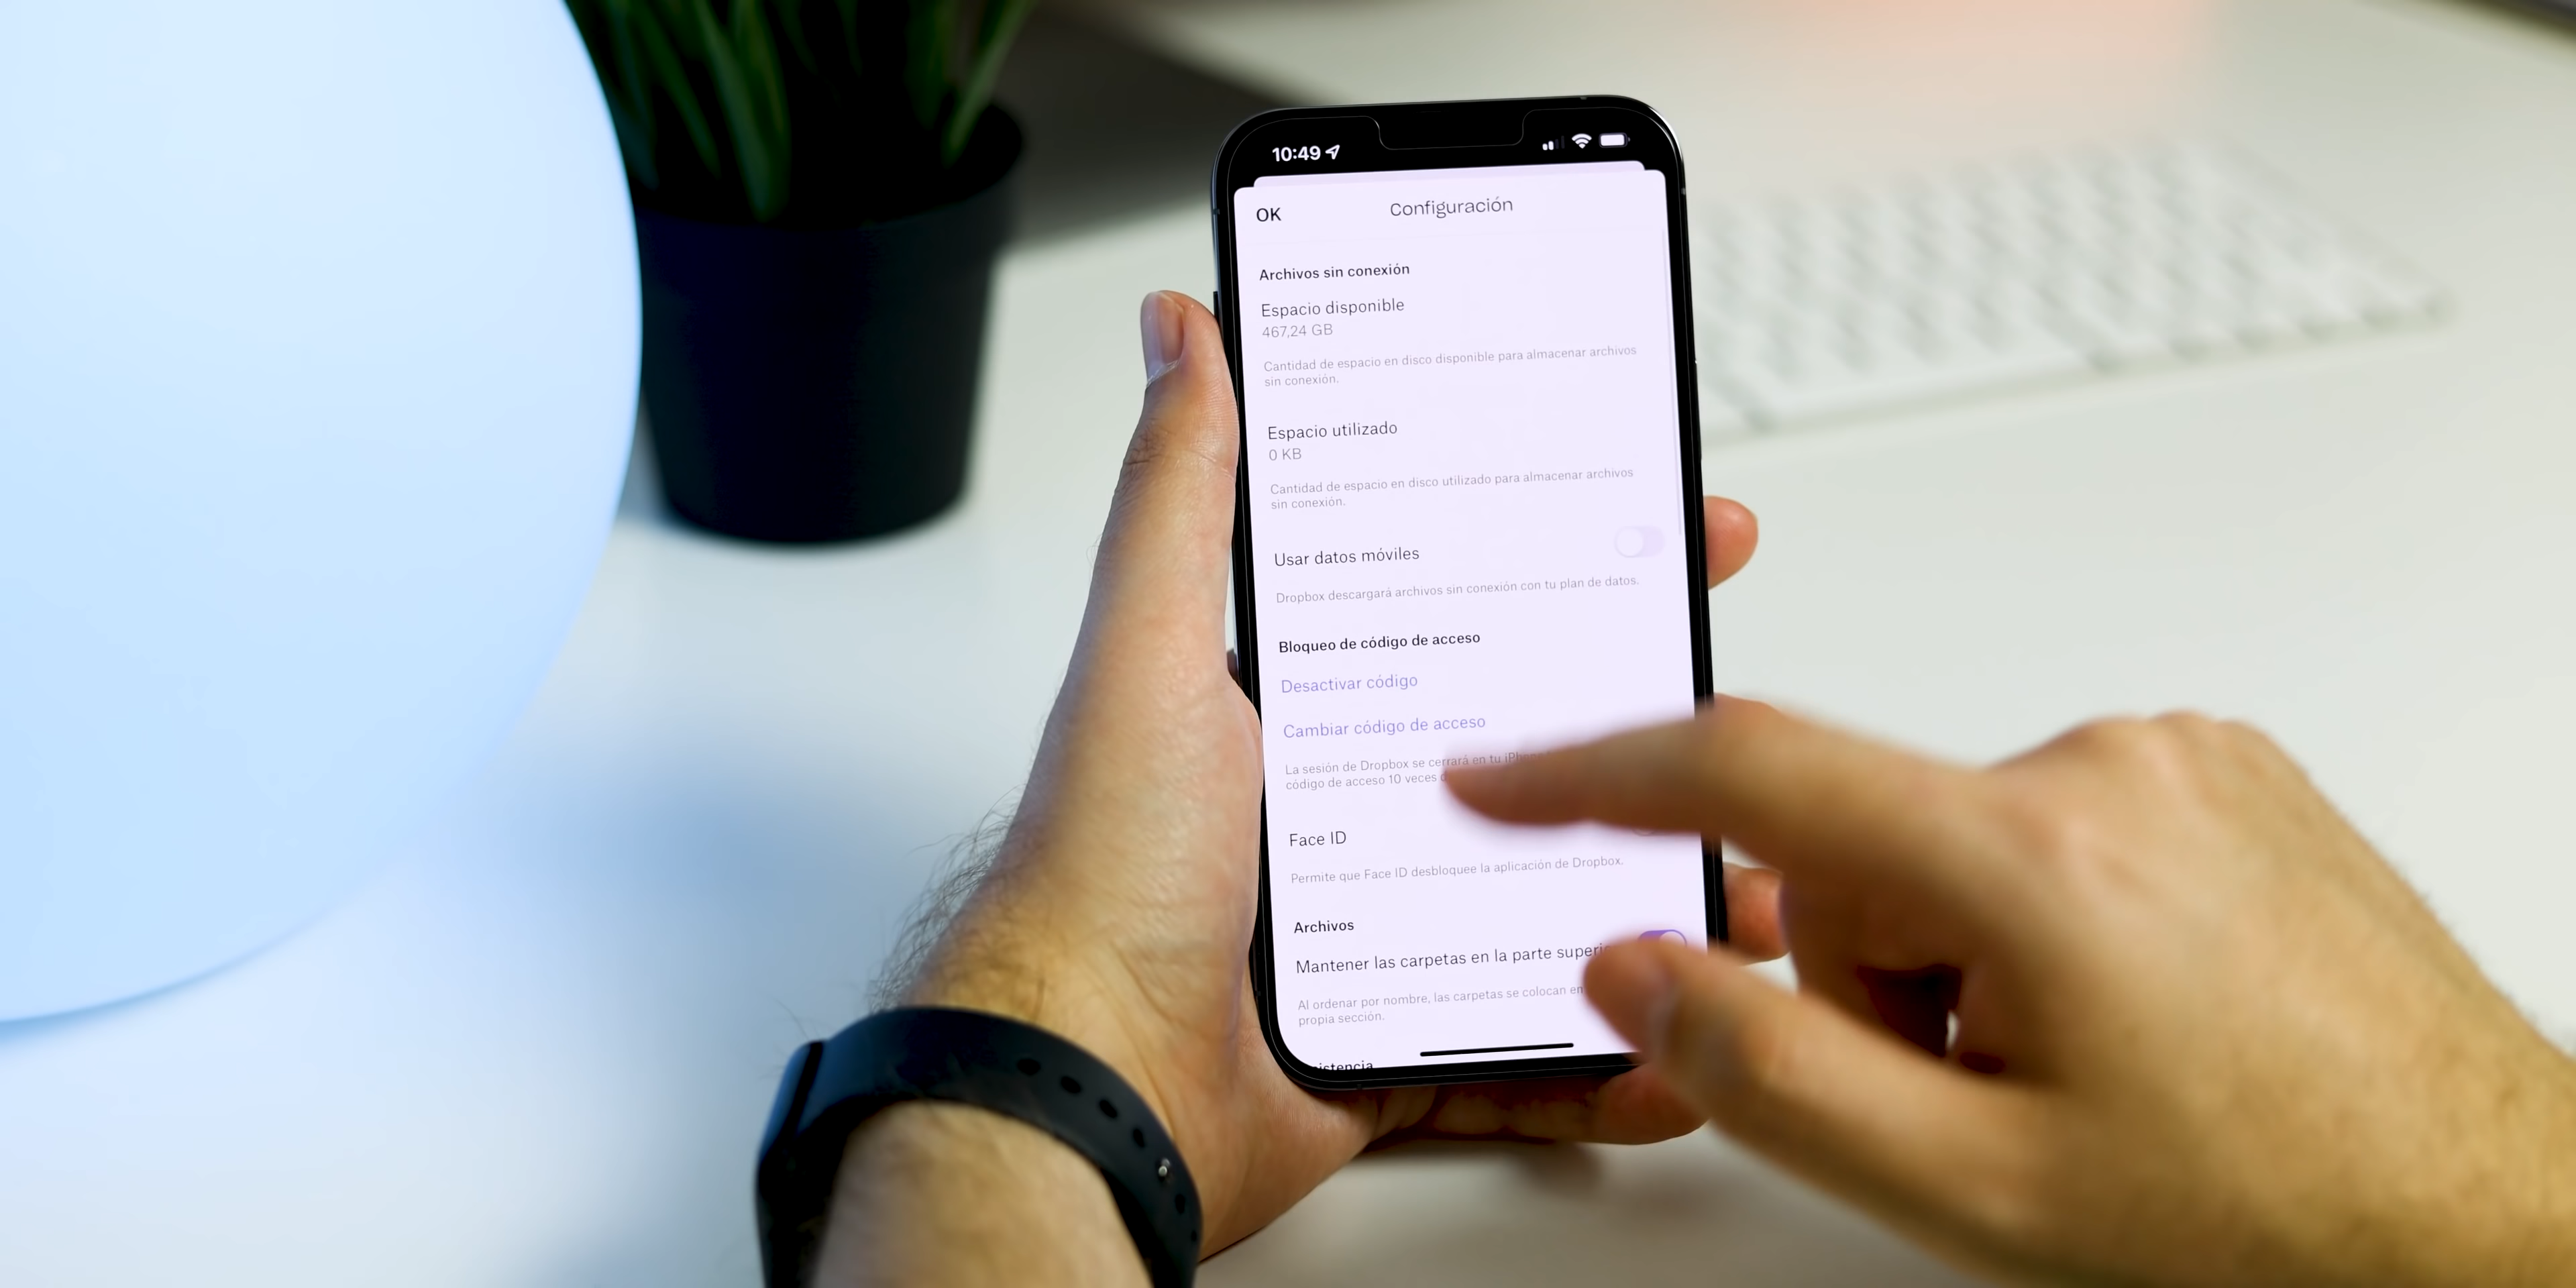 10:49
OK
Configuración
Archivos sin conexión
Espacio disponible
467,24 GB
Cantidad de espacio en disco disponible para almacenar archivos
sin conexión.
Espacio utilizado
0 KB
Cantidad de espacio en disco utilizado para almacenar archivos
sin conexión.
Usar datos móviles
Dropbox descargará archivos sin conexión con tu plan de datos.
Bloqueo de código de acceso
Desactivar código
Cambiar código de acceso
La sesión de Dropbox se cerrará en tu
código de acceso 10 veces
Face ID
Permite que Face ID desbloquee la aplicación de Dropbox.
Archivos
Mantener las carpetas en la parte
Al ordenar por nombre, las carpetas se colocan en
propia sección.